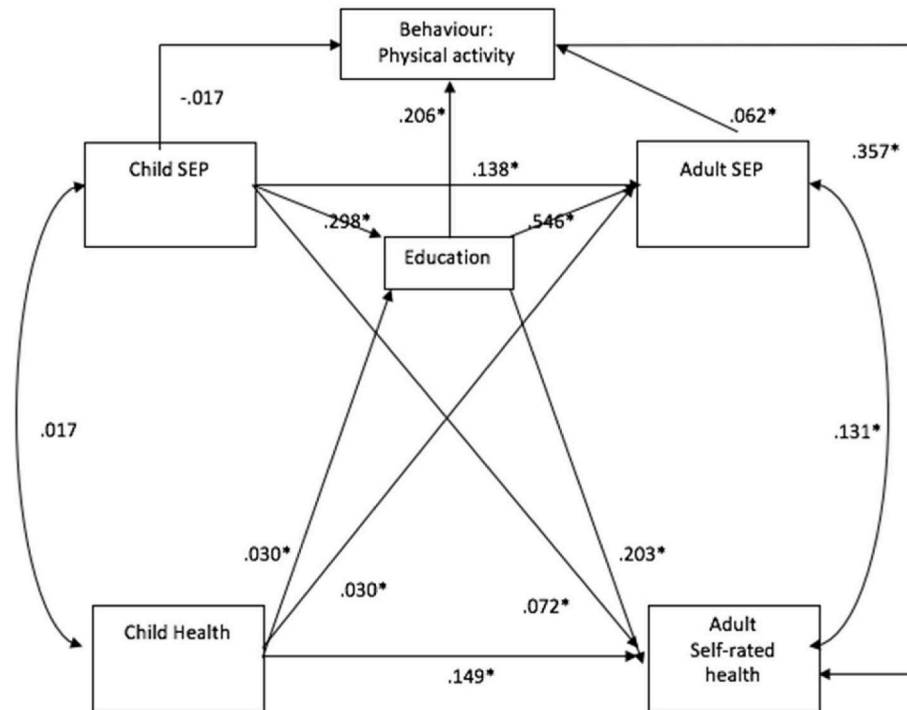 Behaviour:
Physical activity
-.017
.206*
.062*
.357*
Child SEP
.138*
Adult SEP
.298*
.546*
Education
.017
.131*
.030*
.030*
.072*
.203*
Child Health
.149*
Adult
Self-rated
health